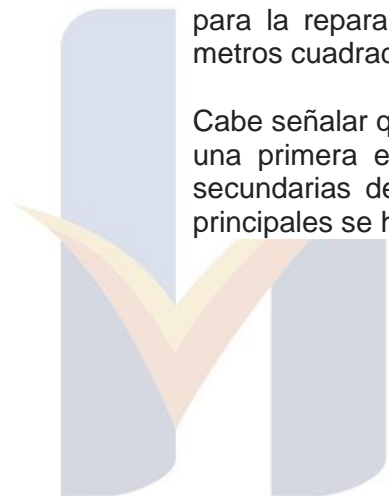 para la repara
metros cuadrad
Cabe señalar q
una primera e
secundarias de
principales se h